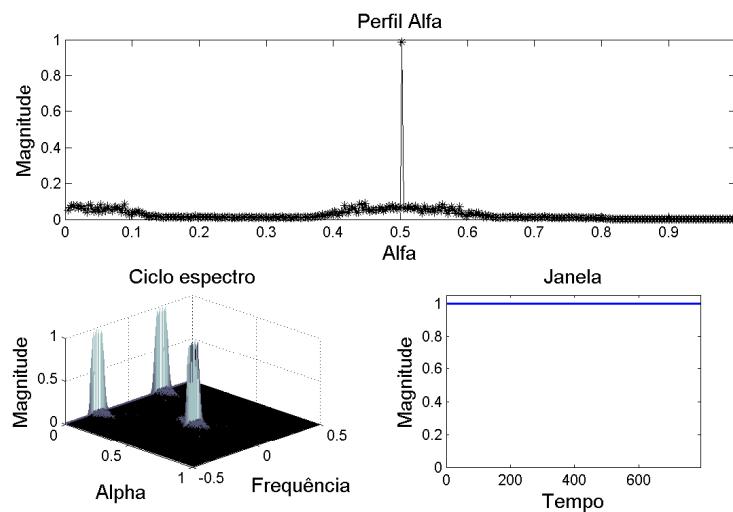 Perfil Alfa
Magnitude
1
0.8
0.6
0.4
0.2
0
0 0.1 0.2 0.3 0.4 0.5 0.6 0.7 0.8 0.9
Alfa
Ciclo espectro
Magnitude
1
0.5
0
0 0.5 1
Alpha
-0.5 0 0.5
Frequência
Janela
Magnitude
1
0.8
0.6
0.4
0.2
0
0 200 400 600
Tempo